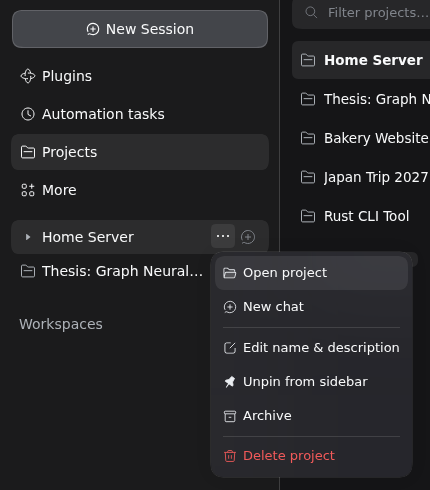 New Session
Plugins
Automation tasks
Projects
More
Home Server
Thesis: Graph Neural...
Workspaces
Filter projects...
Home Server
Thesis: Graph N
Bakery Website
Japan Trip 2027
Rust CLI Tool
Open project
New chat
Edit name & description
Unpin from sidebar
Archive
Delete project